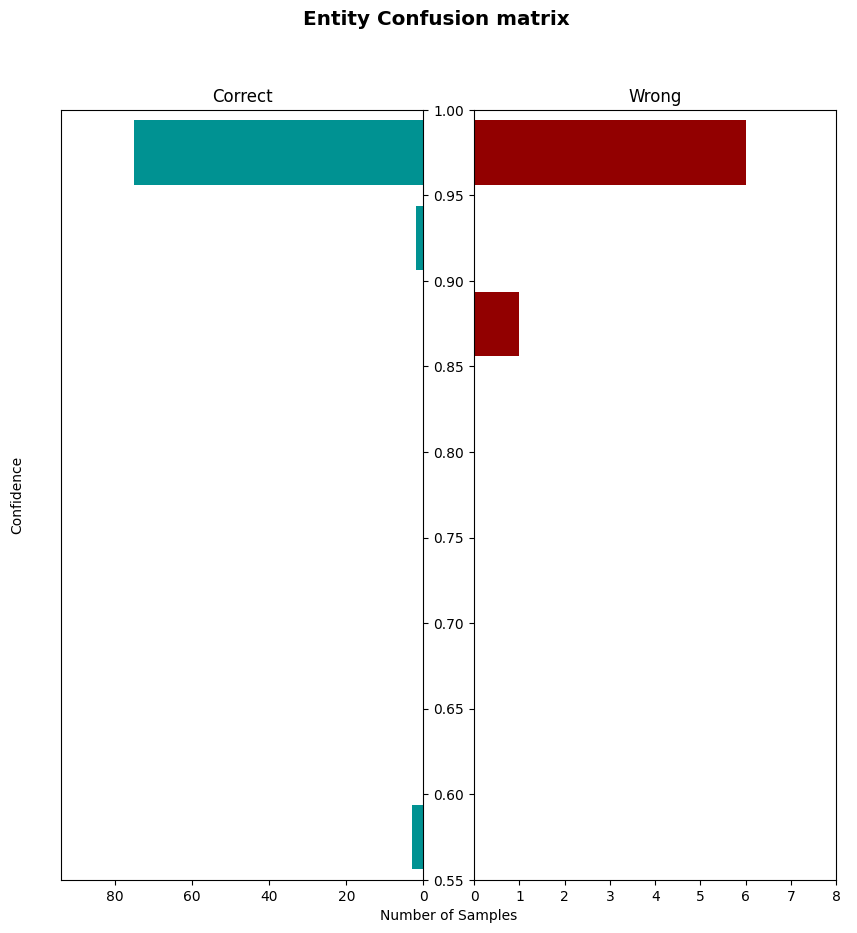 Entity Confusion matrix
Correct
Wrong
Confidence
1.00
0.95
0.90
0.85
0.80
0.75
0.70
0.65
0.60
0.55
80 60 40 20 0
0 1 2 3 4 5 6 7 8
Number of Samples